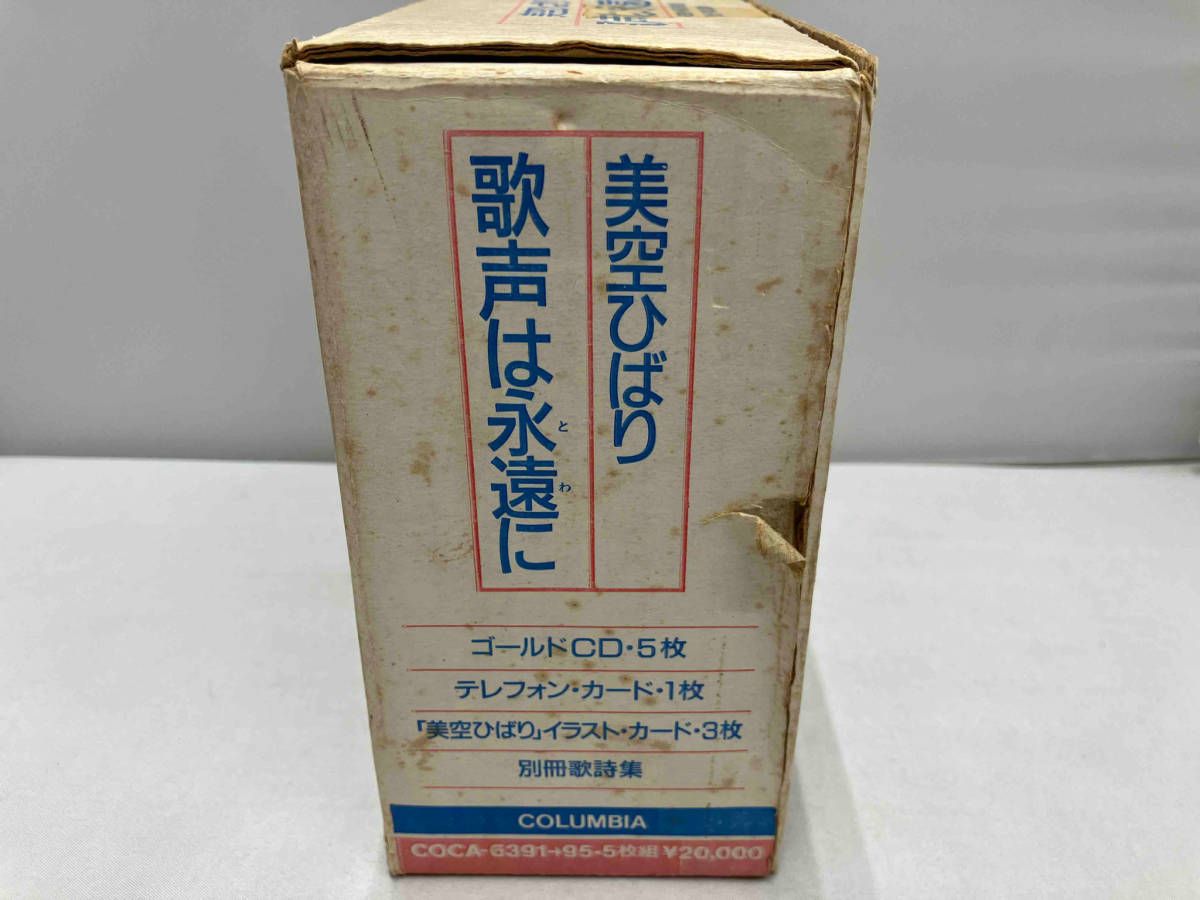 美空ひばり
歌声は永遠に
とわ
ゴールドCD・5枚
テレフォン・カード・1枚
「美空ひばり」イラスト・カード・3枚
別冊歌詩集
COLUMBIA
COCA-6391→95・5枚組 ¥20,000